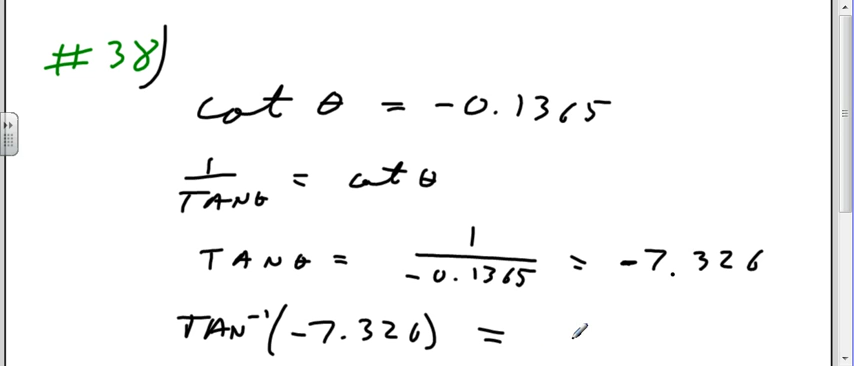 #38)
cot θ = -0.1365
1/TANθ = cot θ
TANθ = 1/-0.1365 = -7.326
TAN⁻¹(-7.326) =